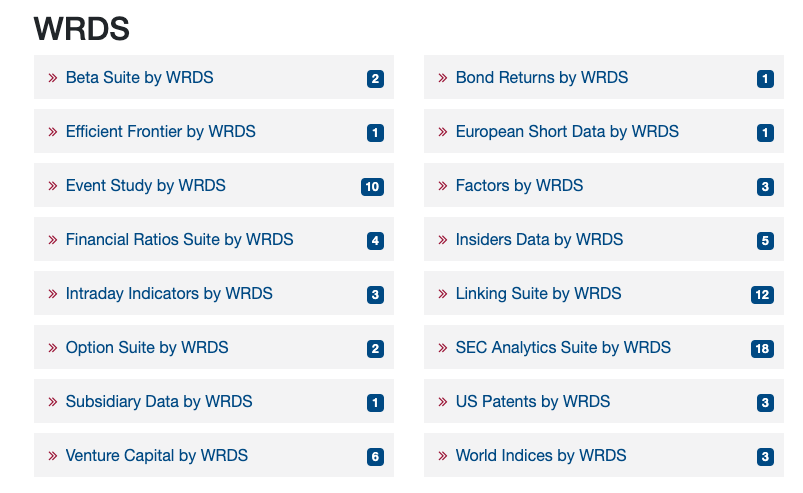 WRDS
Beta Suite by WRDS 2
Bond Returns by WRDS 1
Efficient Frontier by WRDS 1
European Short Data by WRDS 1
Event Study by WRDS 10
Factors by WRDS 3
Financial Ratios Suite by WRDS 4
Insiders Data by WRDS 5
Intraday Indicators by WRDS 3
Linking Suite by WRDS 12
Option Suite by WRDS 2
SEC Analytics Suite by WRDS 18
Subsidiary Data by WRDS 1
US Patents by WRDS 3
Venture Capital by WRDS 6
World Indices by WRDS 3